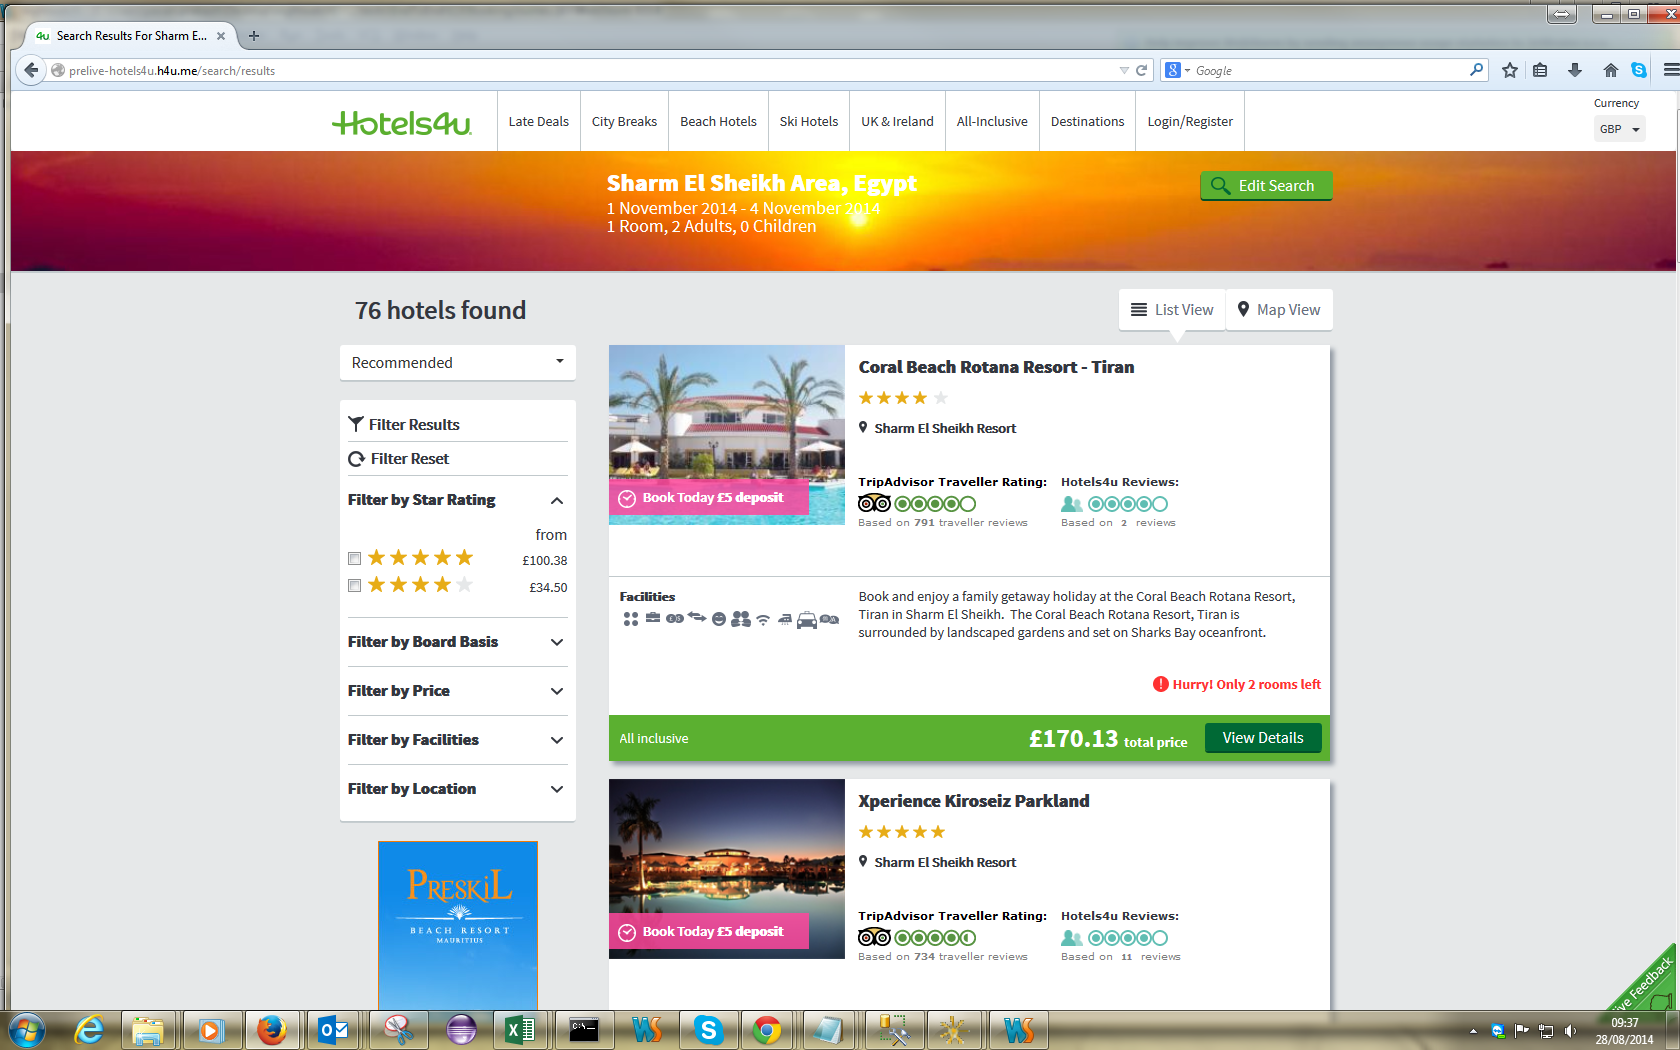 Search Results For Sharm E...
prelive-hotels4u.h4u.me/search/results
Google
Hotels4u
Late Deals
City Breaks
Beach Hotels
Ski Hotels
UK & Ireland
All-Inclusive
Destinations
Login/Register
Currency
GBP
Sharm El Sheikh Area, Egypt
1 November 2014 - 4 November 2014
1 Room, 2 Adults, 0 Children
Edit Search
76 hotels found
List View
Map View
Recommended
Filter Results
Filter Reset
Filter by Star Rating
from
£100.38
£34.50
Filter by Board Basis
Filter by Price
Filter by Facilities
Filter by Location
PRESKIL
BEACH RESORT
MAURITIUS
Coral Beach Rotana Resort - Tiran
Sharm El Sheikh Resort
Book Today £5 deposit
TripAdvisor Traveller Rating:
Based on 791 traveller reviews
Hotels4u Reviews:
Based on 2 reviews
Facilities
Book and enjoy a family getaway holiday at the Coral Beach Rotana Resort,
Tiran in Sharm El Sheikh. The Coral Beach Rotana Resort, Tiran is
surrounded by landscaped gardens and set on Sharks Bay oceanfront.
Hurry! Only 2 rooms left
All inclusive
£170.13 total price
View Details
Xperience Kiroseiz Parkland
Sharm El Sheikh Resort
Book Today £5 deposit
TripAdvisor Traveller Rating:
Based on 734 traveller reviews
Hotels4u Reviews:
Based on 11 reviews
Feedback
09:37
28/08/2014